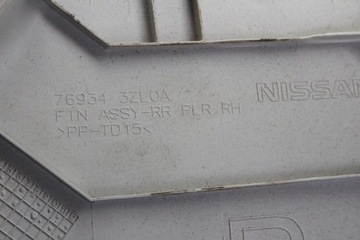 76934 3ZL0A
NISSAN
FIN ASSY-RR PLR,RH
>PP-TD15<